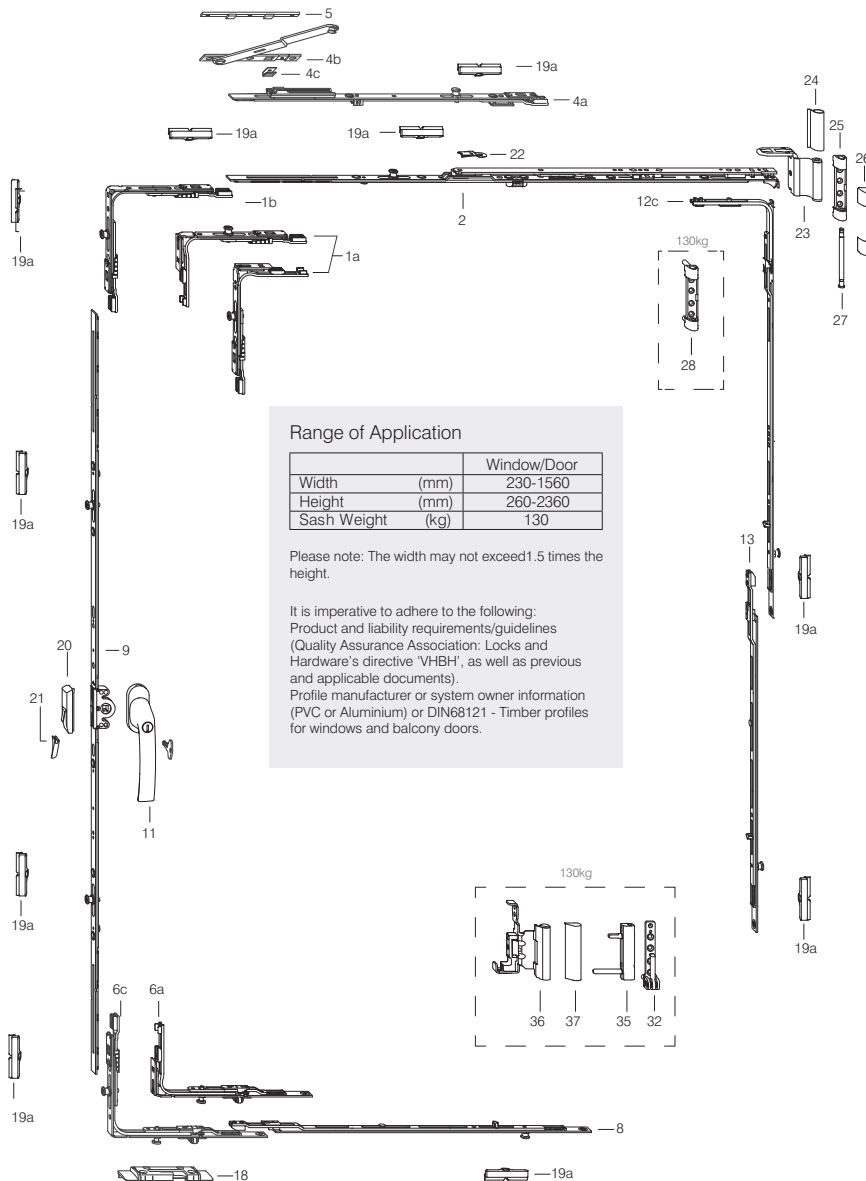 5
4b
4c
19a
4a
24
25
26
19a
19a
22
1b
2
12c
23
19a
1a
130kg
27
28
Range of Application
Window/Door
Width (mm) 230-1560
Height (mm) 260-2360
Sash Weight (kg) 130
Please note: The width may not exceed1.5 times the
height.
It is imperative to adhere to the following:
Product and liability requirements/guidelines
(Quality Assurance Association: Locks and
Hardware's directive 'VHBH', as well as previous
and applicable documents).
Profile manufacturer or system owner information
(PVC or Aluminium) or DIN68121 - Timber profiles
for windows and balcony doors.
19a
13
19a
20
9
21
11
130kg
19a
19a
36
37
35
32
6c
6a
19a
8
18
19a